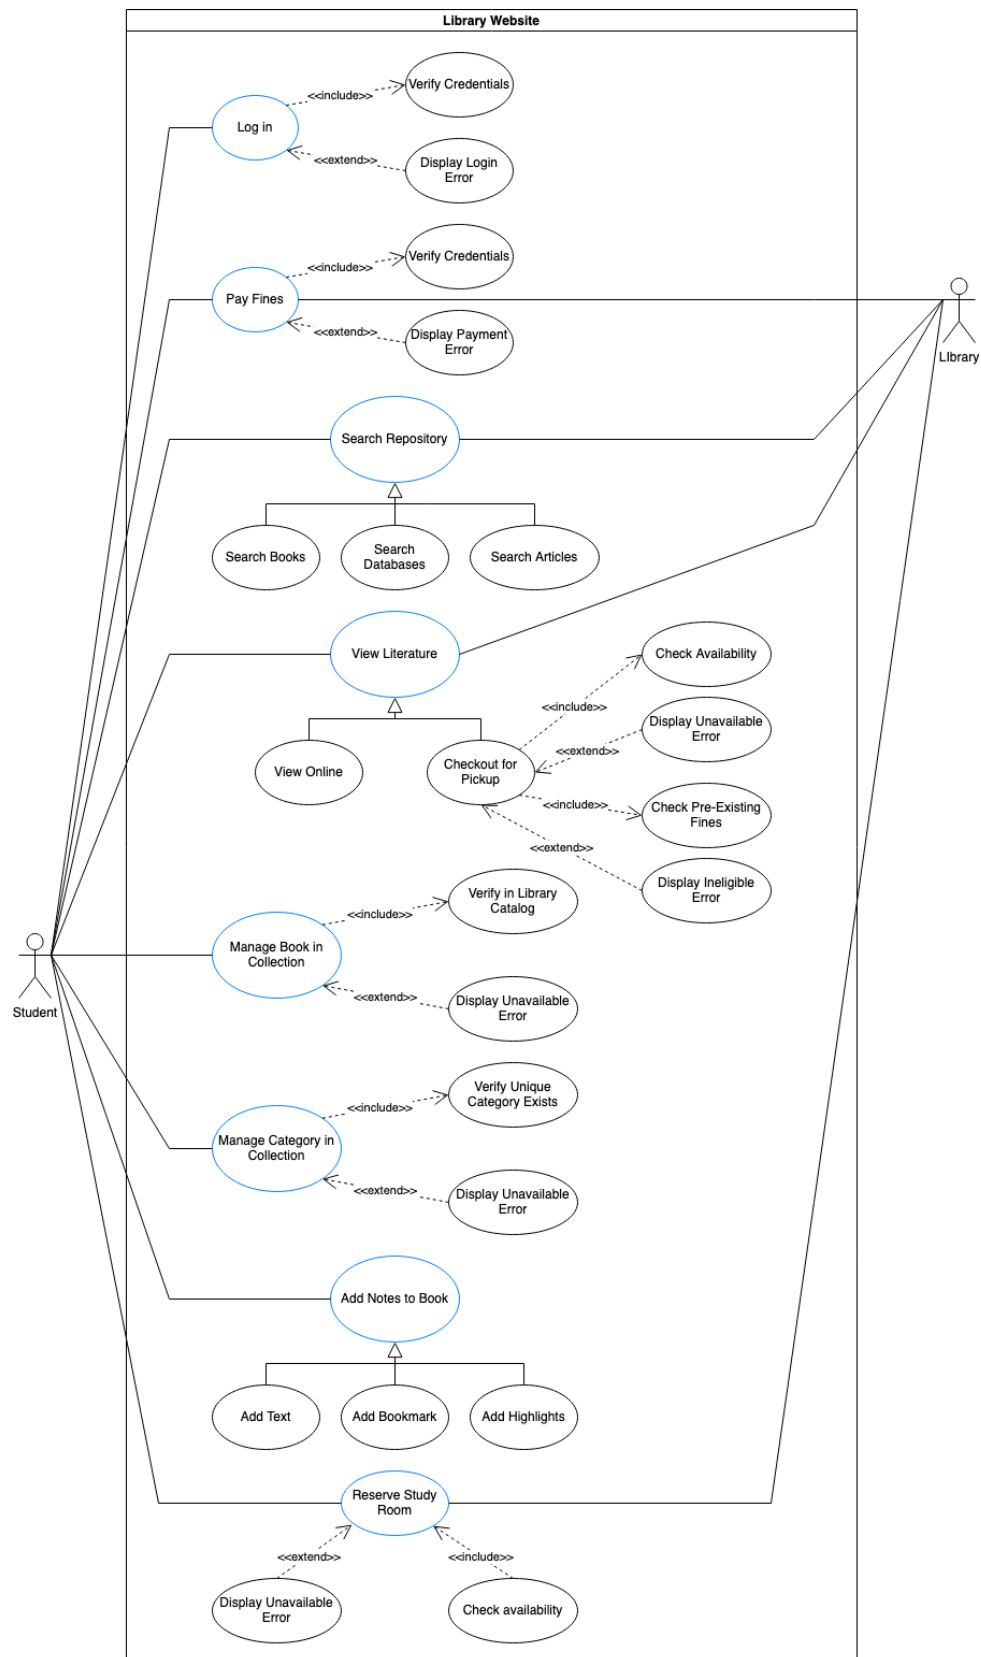 Library Website
Verify Credentials
<<include>>
Log in
<<extend>>
Display Login
Error
Verify Credentials
<<include>>
Pay Fines
<<extend>>
Display Payment
Error
LIbrary
Search Repository
Search Books
Search
Databases
Search Articles
View Literature
Check Availability
<<include>>
Display Unavailable
Error
<<extend>>
View Online
Checkout for
Pickup
<<include>>
Check Pre-Existing
Fines
<<extend>>
Display Ineligible
Error
Verify in Library
Catalog
<<include>>
Manage Book in
Collection
<<extend>>
Display Unavailable
Error
Student
Verify Unique
Category Exists
<<include>>
Manage Category in
Collection
<<extend>>
Display Unavailable
Error
Add Notes to Book
Add Text
Add Bookmark
Add Highlights
Reserve Study
Room
<<extend>>
<<include>>
Display Unavailable
Error
Check availability